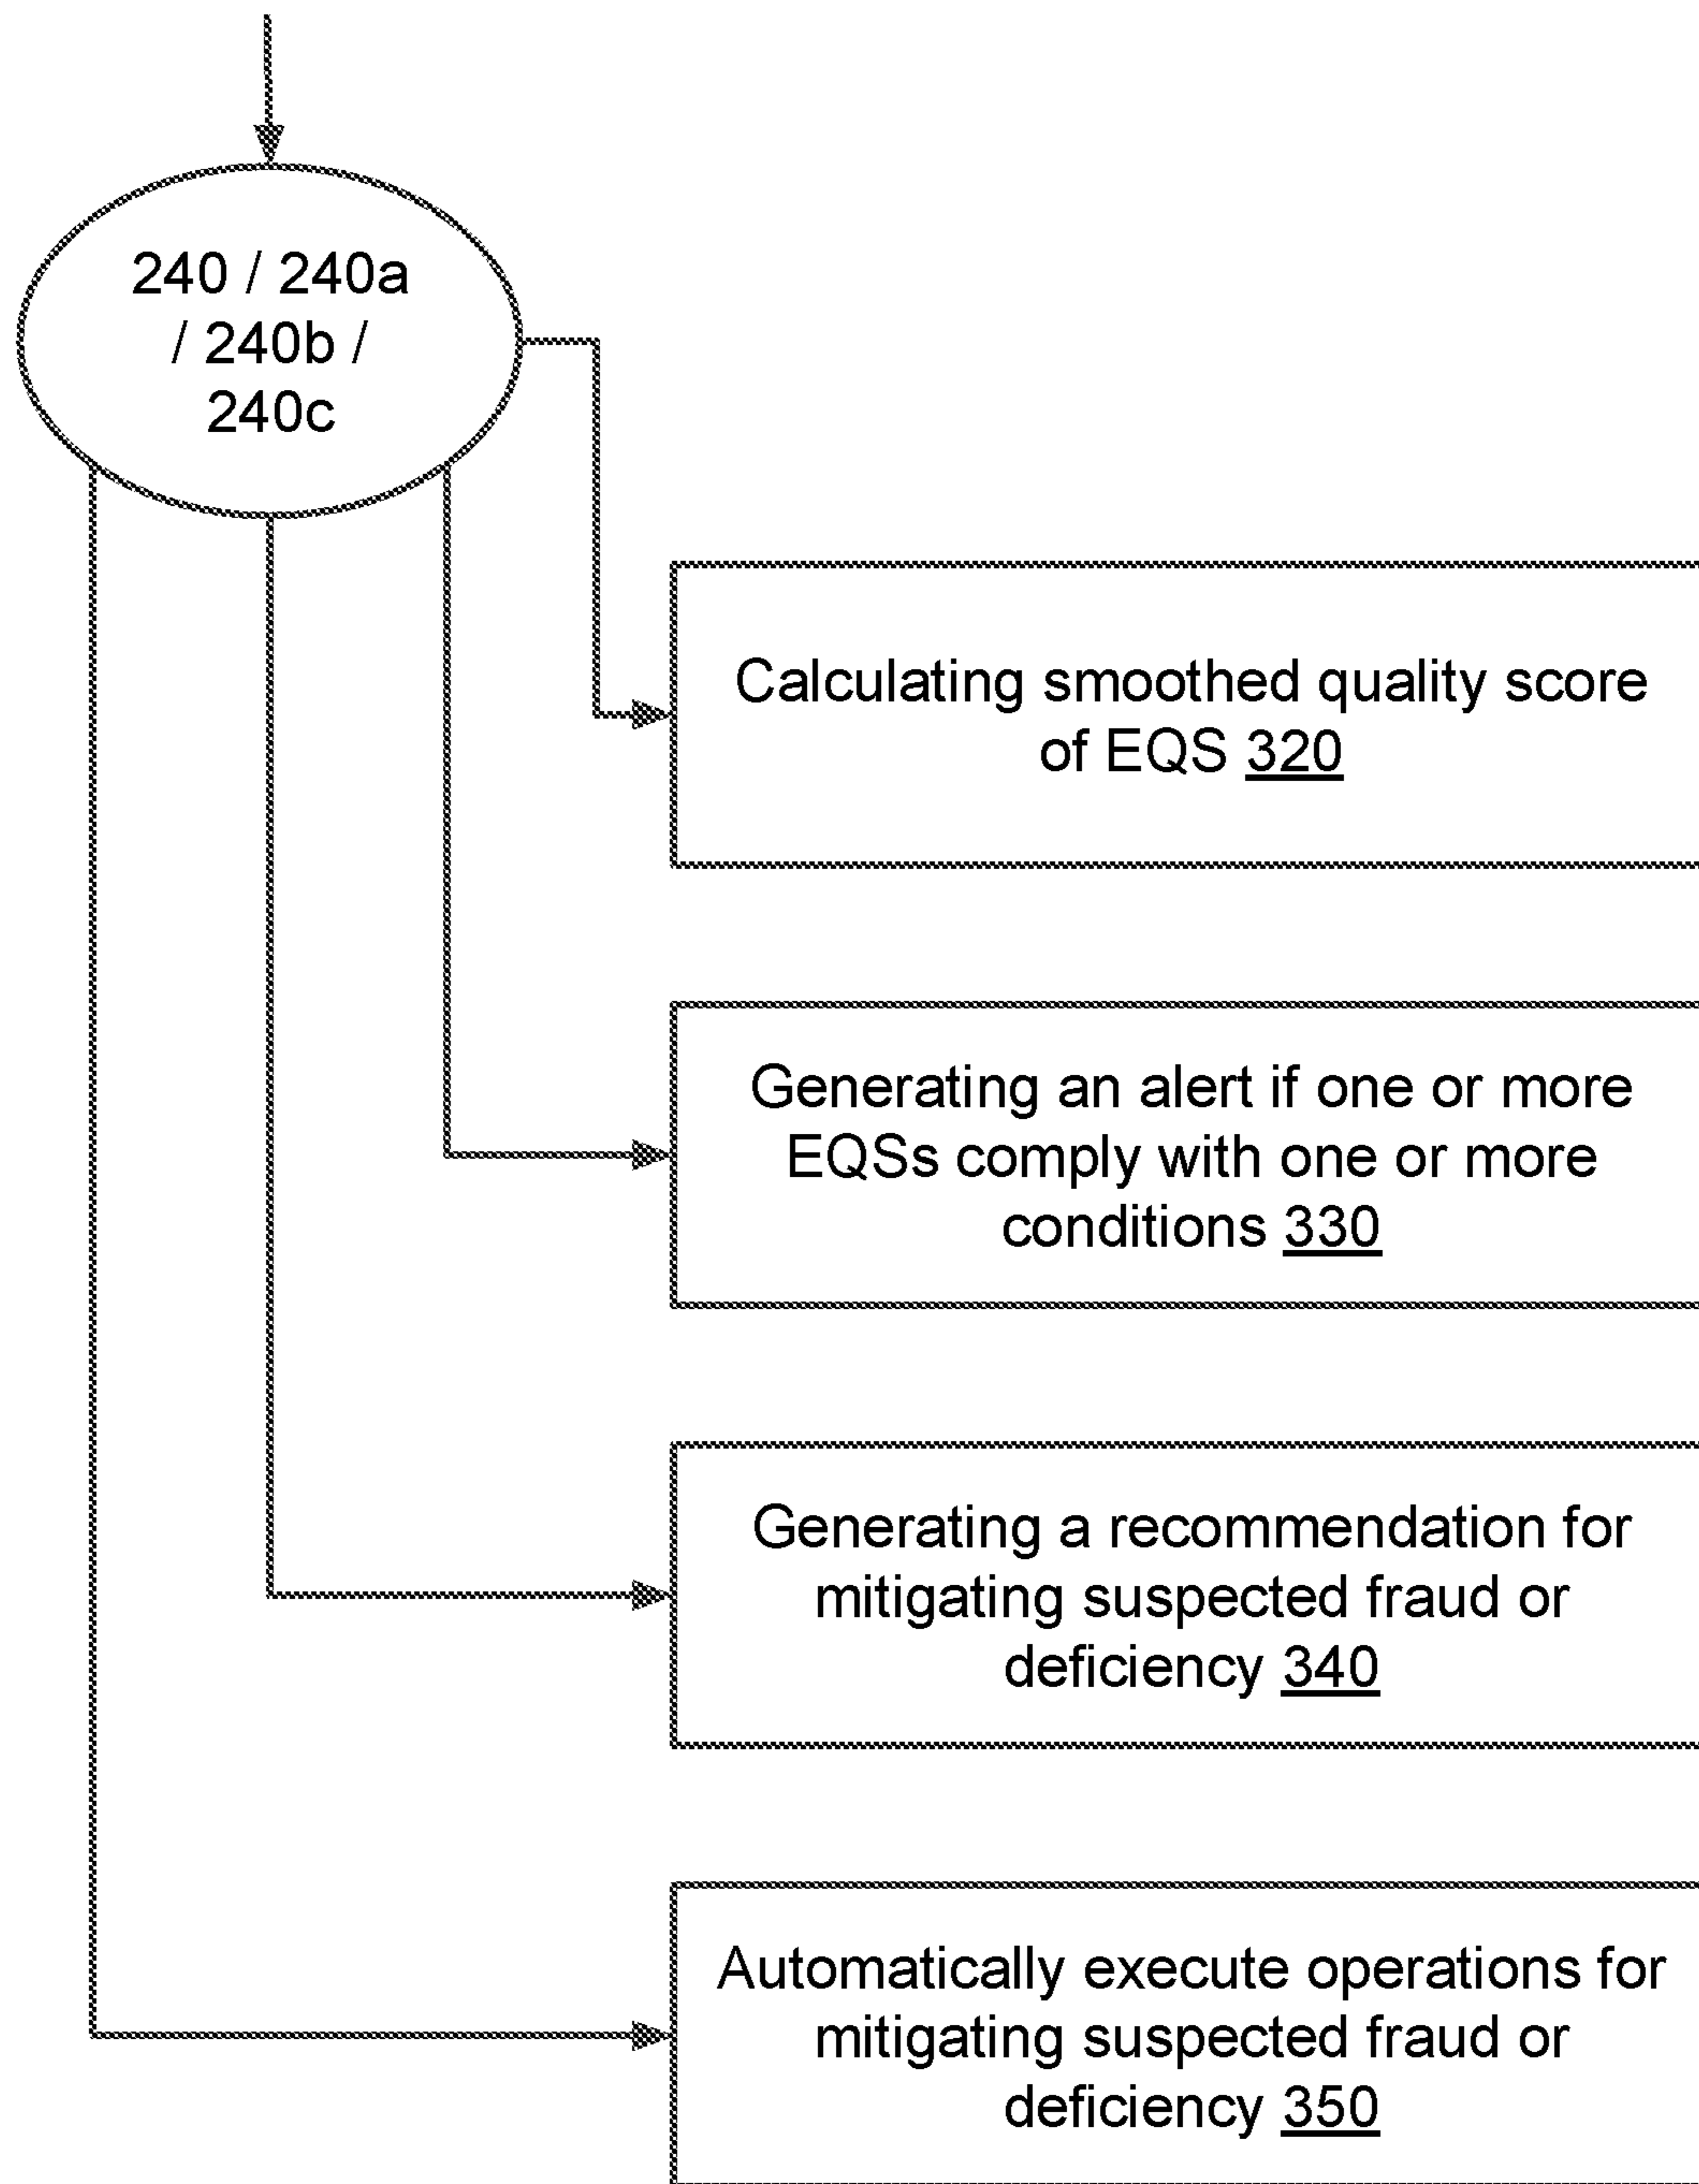 240 / 240a
/ 240b /
240c
Calculating smoothed quality score
of EQS 320
Generating an alert if one or more
EQSs comply with one or more
conditions 330
Generating a recommendation for
mitigating suspected fraud or
deficiency 340
Automatically execute operations for
mitigating suspected fraud or
deficiency 350